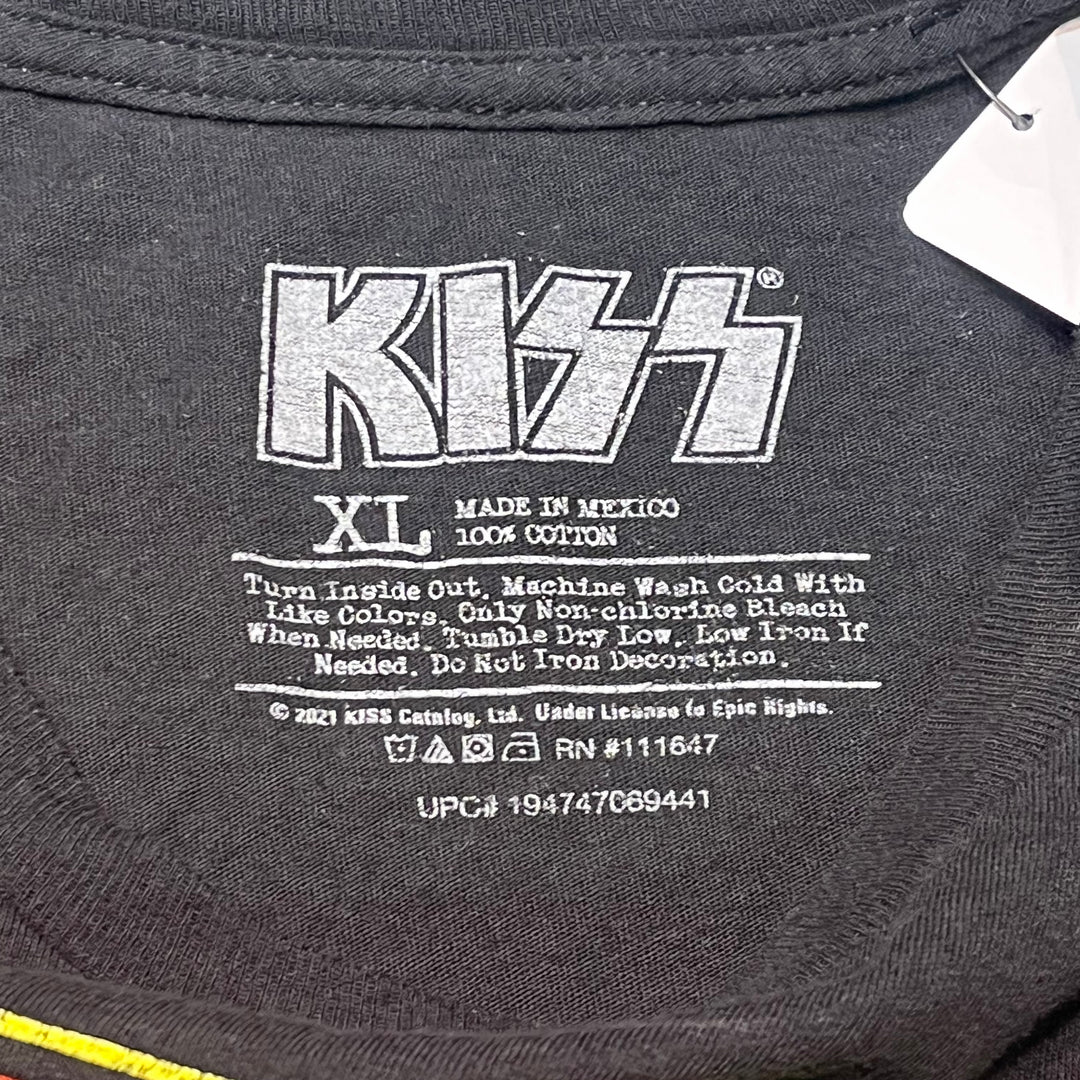 KISS®
XL
MADE IN MEXICO
100% COTTON
Turn Inside Out. Machine Wash Cold With
Like Colors. Only Non-chlorine Bleach
When Needed. Tumble Dry Low. Low Iron If
Needed. Do Not Iron Decoration.
© 2021 KISS Catalog, Ltd. Under License to Epic Rights.
RN #111647
UPC# 194747069441